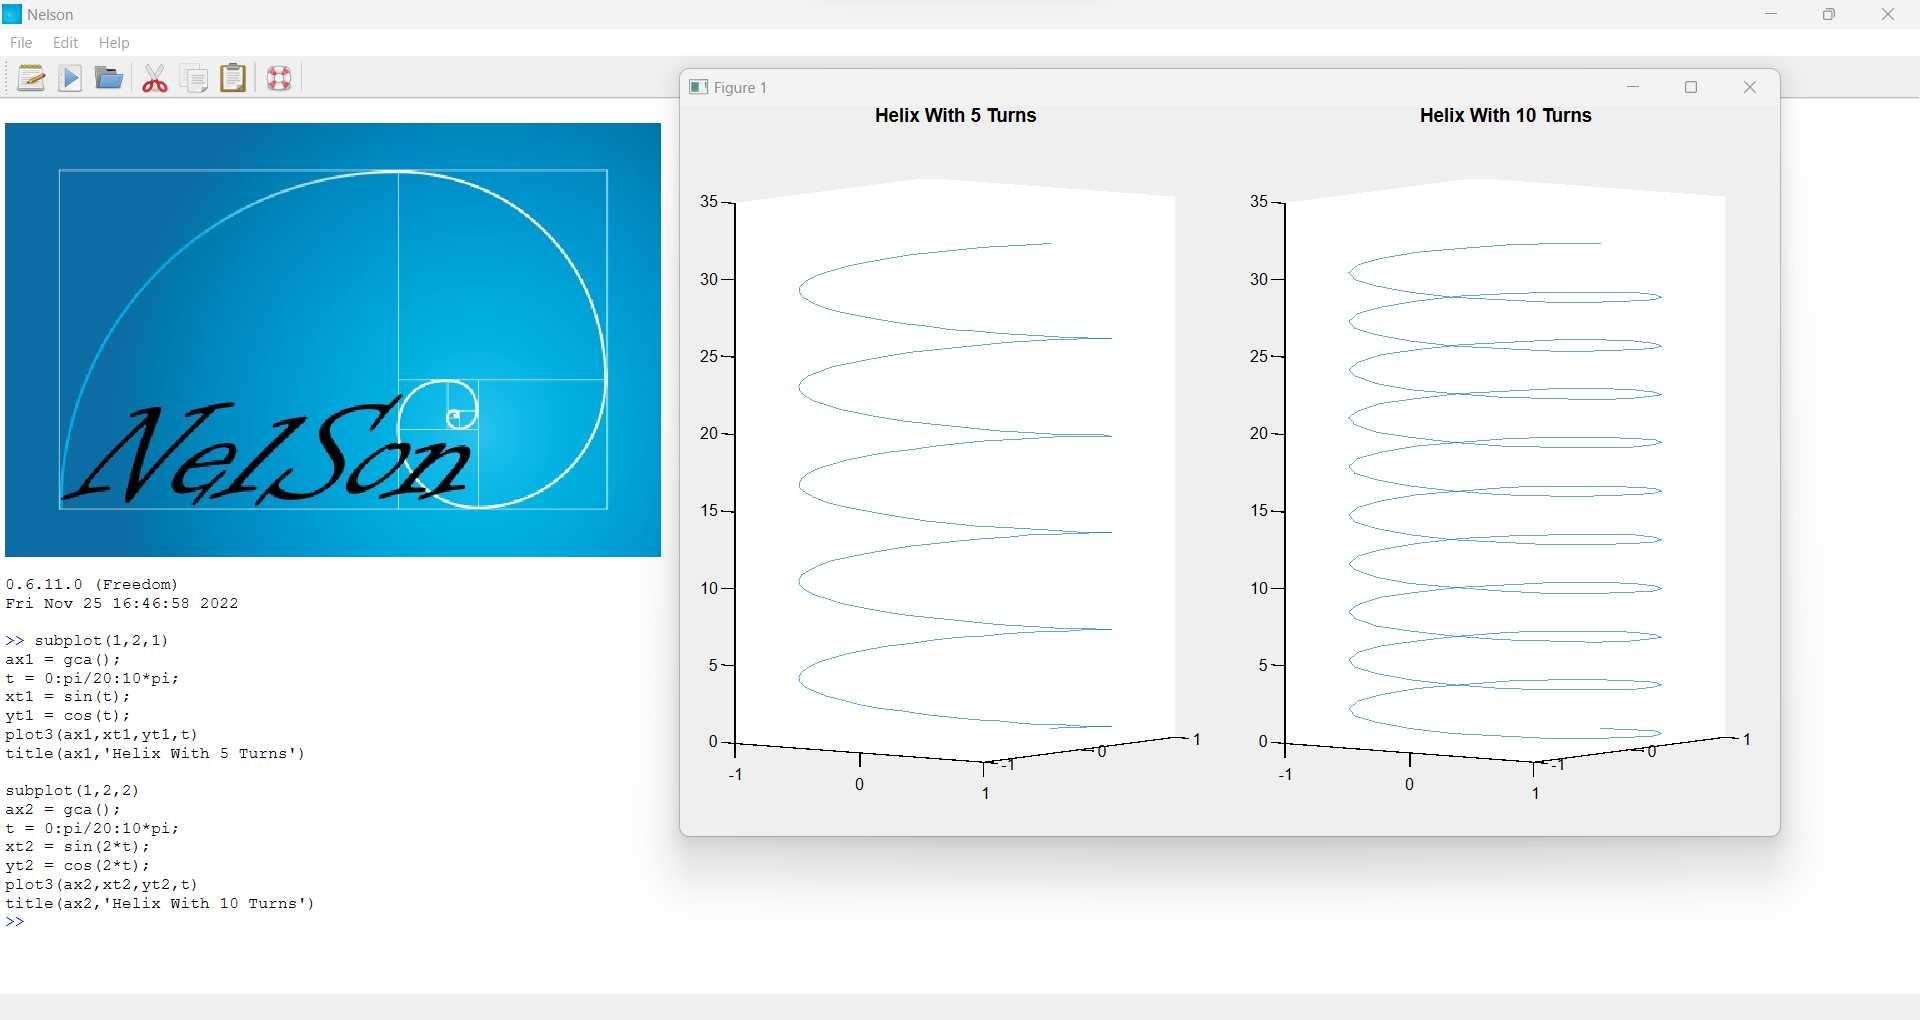 Nelson
File Edit Help
NelSon
0.6.11.0 (Freedom)
Fri Nov 25 16:46:58 2022
>> subplot(1,2,1)
ax1 = gca();
t = 0:pi/20:10*pi;
xt1 = sin(t);
yt1 = cos(t);
plot3(ax1,xt1,yt1,t)
title(ax1,'Helix With 5 Turns')
subplot(1,2,2)
ax2 = gca();
t = 0:pi/20:10*pi;
xt2 = sin(2*t);
yt2 = cos(2*t);
plot3(ax2,xt2,yt2,t)
title(ax2,'Helix With 10 Turns')
>>
Figure 1
Helix With 5 Turns
35
30
25
20
15
10
5
0
-1 0 1
-1 0 1
Helix With 10 Turns
35
30
25
20
15
10
5
0
-1 0 1
-1 0 1